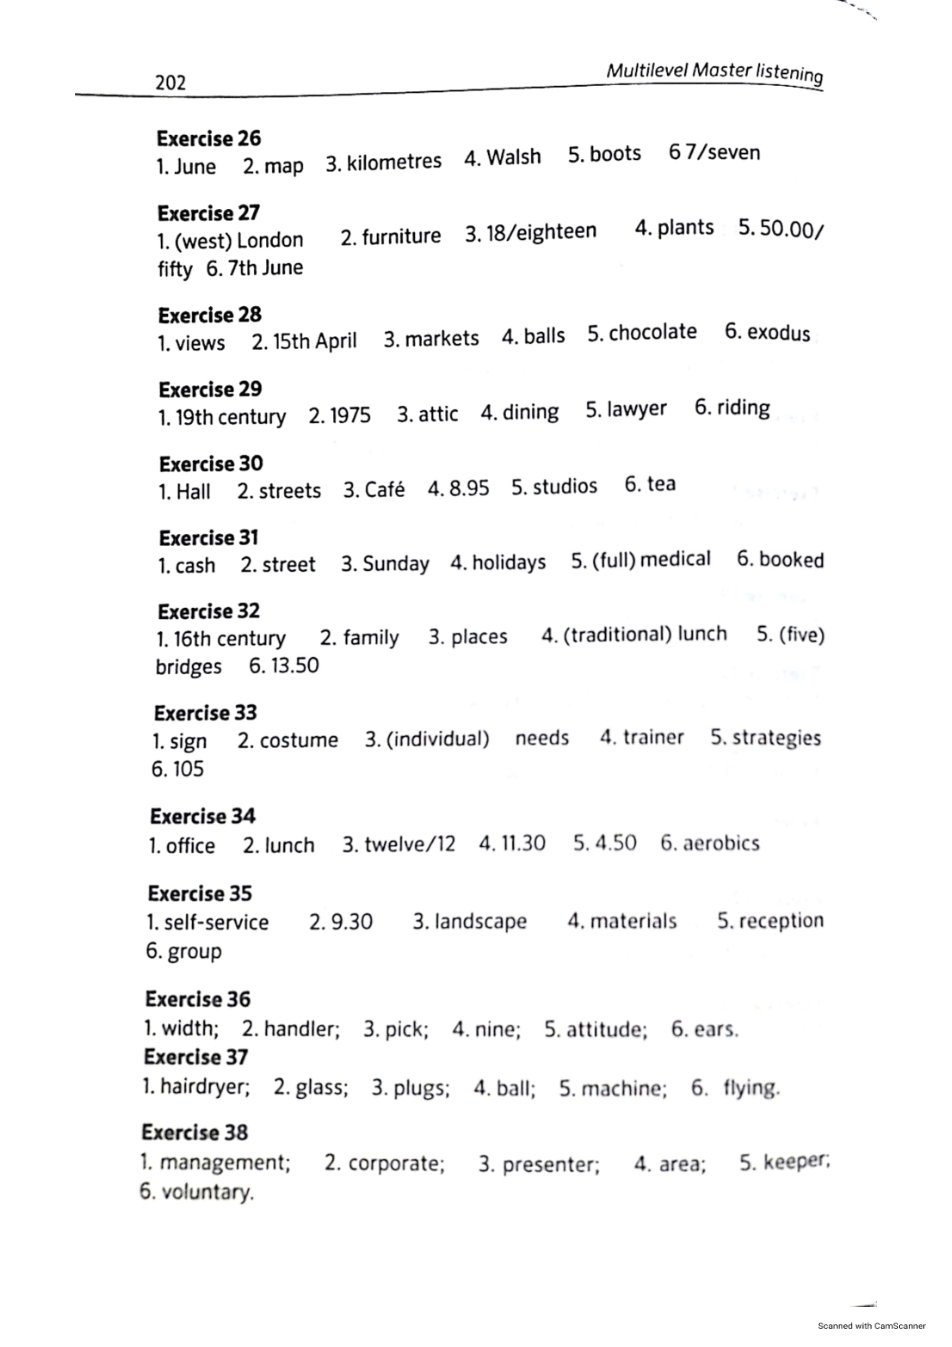 202
Multilevel Master listening
Exercise 26
1. June 2. map 3. kilometres 4. Walsh 5. boots 6 7/seven
Exercise 27
1. (west) London 2. furniture 3. 18/eighteen 4. plants 5. 50.00/
fifty 6. 7th June
Exercise 28
1. views 2. 15th April 3. markets 4. balls 5. chocolate 6. exodus
Exercise 29
1. 19th century 2. 1975 3. attic 4. dining 5. lawyer 6. riding
Exercise 30
1. Hall 2. streets 3. Café 4. 8.95 5. studios 6. tea
Exercise 31
1. cash 2. street 3. Sunday 4. holidays 5. (full) medical 6. booked
Exercise 32
1. 16th century 2. family 3. places 4. (traditional) lunch 5. (five)
bridges 6. 13.50
Exercise 33
1. sign 2. costume 3. (individual) needs 4. trainer 5. strategies
6. 105
Exercise 34
1. office 2. lunch 3. twelve/12 4. 11.30 5. 4.50 6. aerobics
Exercise 35
1. self-service 2. 9.30 3. landscape 4. materials 5. reception
6. group
Exercise 36
1. width; 2. handler; 3. pick; 4. nine; 5. attitude; 6. ears.
Exercise 37
1. hairdryer; 2. glass; 3. plugs; 4. ball; 5. machine; 6. flying.
Exercise 38
1. management; 2. corporate; 3. presenter; 4. area; 5. keeper;
6. voluntary.
Scanned with CamScanner